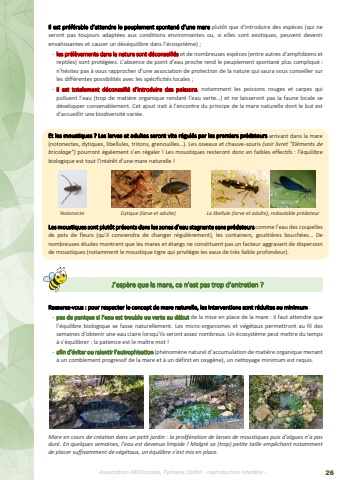 Il est préférable d'attendre le peuplement spontané d'une mare plutôt que d'introduire des espèces (qui ne
seront pas toujours adaptées aux conditions environnantes ou, si elles sont exotiques, peuvent devenir
envahissantes et causer un déséquilibre dans l'écosystème) ;
- les prélèvements dans la nature sont déconseillés et de nombreuses espèces (entre autres d'amphibiens et
reptiles) sont protégées. L'absence de point d'eau proche rend le peuplement spontané plus compliqué :
n'hésitez pas à vous rapprocher d'une association de protection de la nature qui saura vous conseiller sur
les différentes possibilités avec les spécificités locales ;
- il est totalement déconseillé d'introduire des poissons, notamment les poissons rouges et carpes qui
polluent l'eau (trop de matière organique rendant l'eau verte...) et ne laisseront pas la faune locale se
développer convenablement. Cet ajout irait à l'encontre du principe de la mare naturelle dont le but est
d'accueillir une biodiversité variée.
Et les moustiques ? Les larves et adultes seront vite régulés par les premiers prédateurs arrivant dans la mare
(notonectes, dytiques, libellules, tritons, grenouilles...). Les oiseaux et chauve-souris (voir livret "Eléments de
bricolage") pourront également s'en régaler ! Les moustiques resteront donc en faibles effectifs : l'équilibre
biologique est tout l'intérêt d'une mare naturelle !
Notonecte Dytique (larve et adulte) La libellule (larve et adulte), redoutable prédateur
Les moustiques sont plutôt présents dans les zones d'eau stagnante sans prédateurs comme l'eau des coupelles
de pots de fleurs (qu'il conviendra de changer régulièrement), les containers, gouttières bouchées... De
nombreuses études montrent que les mares et étangs ne constituent pas un facteur aggravant de dispersion
de moustiques (notamment le moustique tigre qui privilégie les eaux de très faible profondeur).
J'espère que la mare, ce n'est pas trop d'entretien ?
Rassurez-vous : pour respecter le concept de mare naturelle, les interventions sont réduites au minimum :
- pas de panique si l'eau est trouble ou verte au début de la mise en place de la mare : il faut attendre que
l'équilibre biologique se fasse naturellement. Les micro-organismes et végétaux permettront au fil des
semaines d'obtenir une eau claire lorsqu'ils seront assez nombreux. Un écosystème peut mettre du temps
à s'équilibrer : la patience est le maître mot !
- afin d'éviter ou ralentir l'eutrophisation (phénomène naturel d'accumulation de matière organique menant
à un comblement progressif de la mare et à un déficit en oxygène), un nettoyage minimum est requis.
Mare en cours de création dans un petit jardin : la prolifération de larves de moustiques puis d'algues n'a pas
duré. En quelques semaines, l'eau est devenue limpide ! Malgré sa (trop) petite taille empêchant notamment
de placer suffisamment de végétaux, un équilibre s'est mis en place.
26